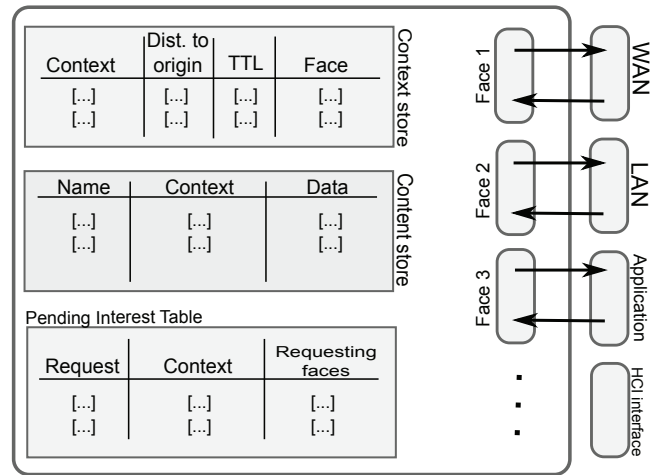 Dist. to
Context origin TTL Face
[...] [...] [...] [...]
[...] [...] [...] [...]
Context store
Name Context Data
[...] [...] [...]
[...] [...] [...]
Content store
Pending Interest Table
Requesting
Request Context faces
[...] [...] [...]
[...] [...] [...]
Face 1
WAN
Face 2
LAN
Face 3
Application
HCI interface